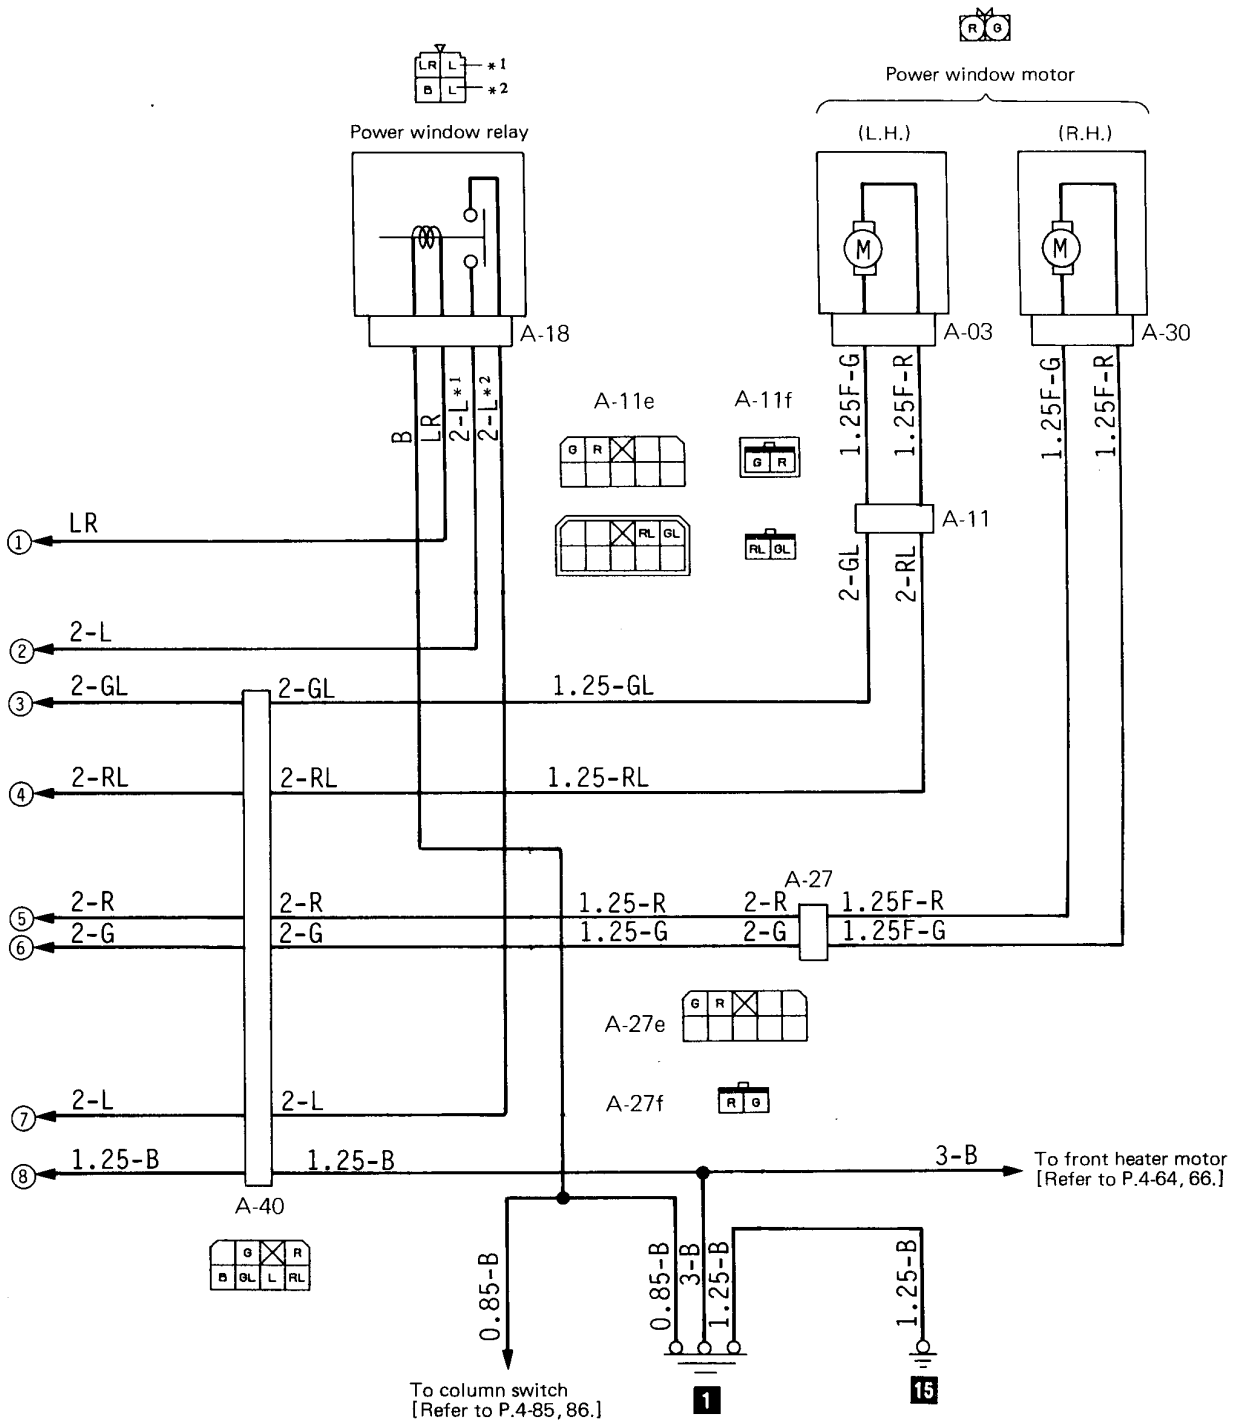 R G
Power window motor
LR L *1
B L *2
Power window relay
(L.H.)
(R.H.)
M
M
A-18
A-03
A-30
B
LR
2-L*1
2-L*2
1.25F-G
1.25F-R
1.25F-G
1.25F-R
A-11e
A-11f
G R
G R
A-11
RL GL
RL GL
2-GL
2-RL
1 LR
2 2-L
3 2-GL 2-GL 1.25-GL
4 2-RL 2-RL 1.25-RL
A-27
5 2-R 2-R 1.25-R 2-R 1.25F-R
6 2-G 2-G 1.25-G 2-G 1.25F-G
A-27e
G R
A-27f
R G
7 2-L 2-L
8 1.25-B 1.25-B 3-B
To front heater motor
[Refer to P.4-64, 66.]
A-40
G R
B GL L RL
0.85-B
0.85-B
3-B
1.25-B
1.25-B
To column switch
[Refer to P.4-85, 86.]
1
15